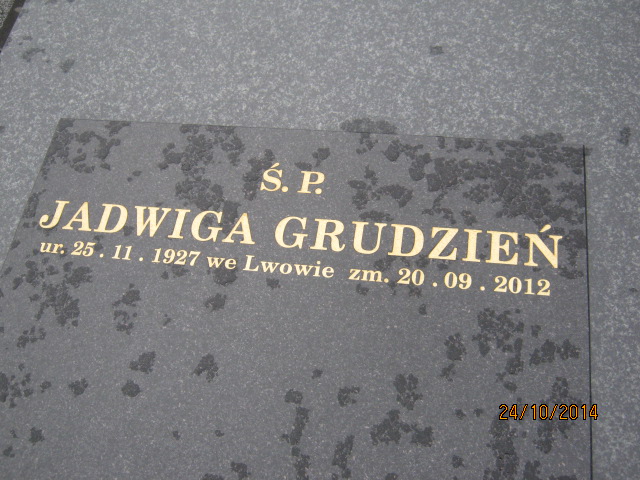 Ś. P.
JADWIGA GRUDZIEŃ
ur. 25 . 11 . 1927 we Lwowie zm. 20 . 09 . 2012
24/10/2014